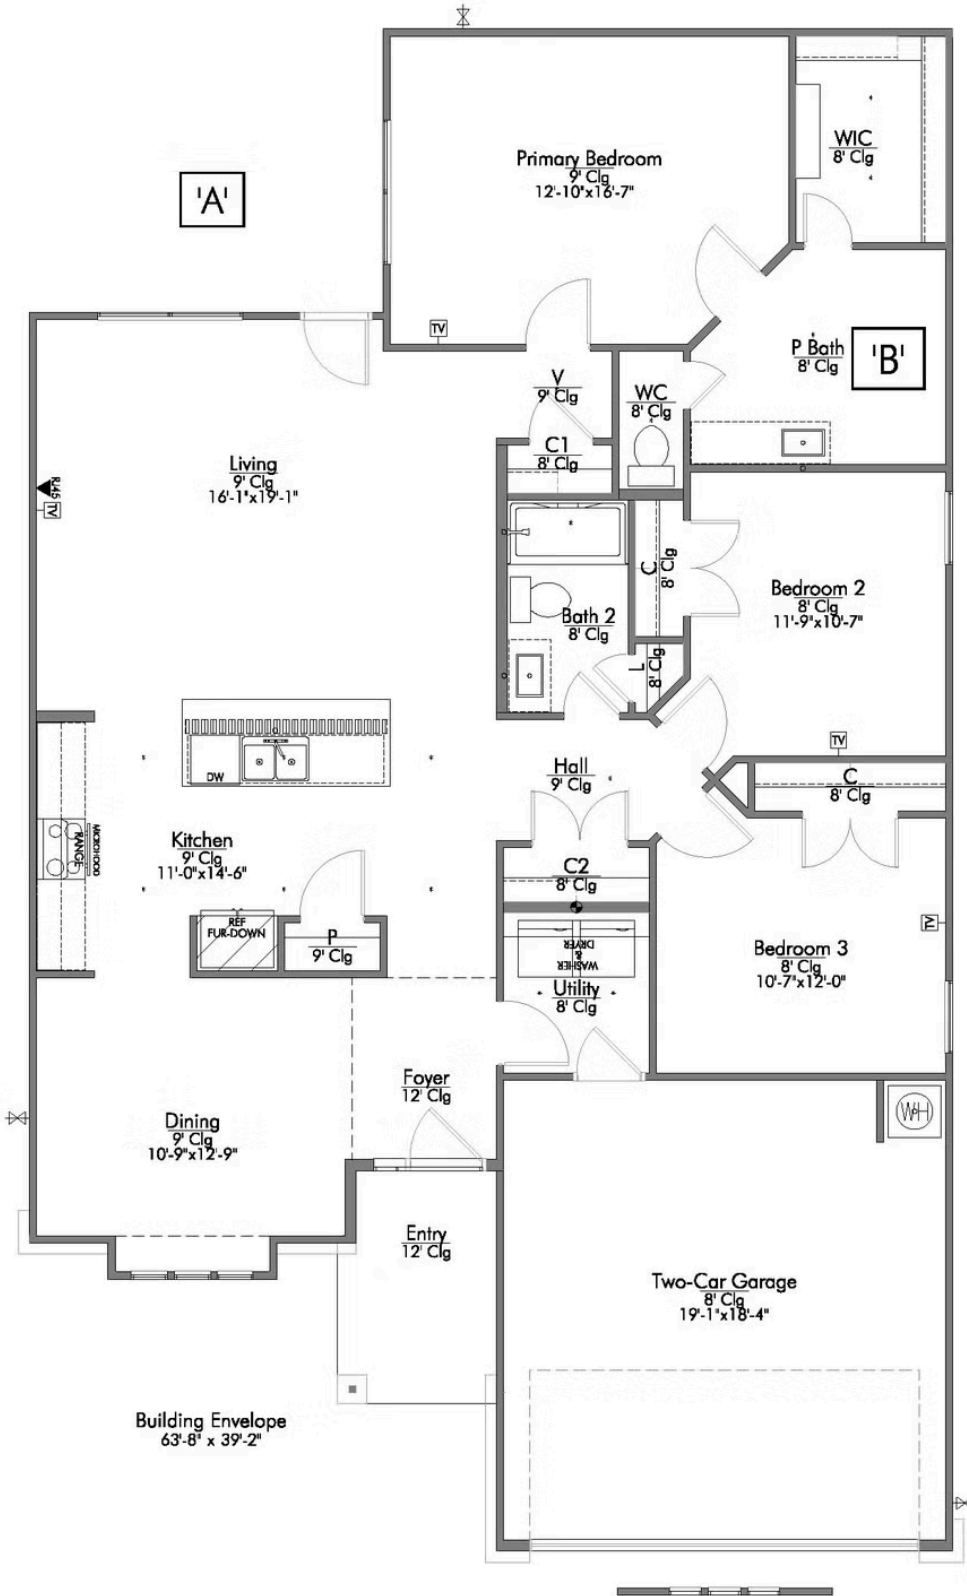 Primary Bedroom
9' Clg
12'-10"x16'-7"
WIC
8' Clg
'A'
P Bath
8' Clg
'B'
TV
V
9' Clg
WC
8' Clg
C1
8' Clg
Living
9' Clg
16'-1"x19'-1"
RJ45
TV
C
8' Clg
Bedroom 2
8' Clg
11'-9"x10'-7"
Bath 2
8' Clg
L
8' Clg
TV
DW
Hall
9' Clg
C
8' Clg
RANGE
MICROHOOD
Kitchen
9' Clg
11'-0"x14'-6"
C2
8' Clg
REF
FUR-DOWN
P
9' Clg
WASHER
&
DRYER
TV
Bedroom 3
8' Clg
10'-7"x12'-0"
Utility
8' Clg
Foyer
12' Clg
WH
Dining
9' Clg
10'-9"x12'-9"
Entry
12' Clg
Two-Car Garage
8' Clg
19'-1"x18'-4"
Building Envelope
63'-8" x 39'-2"